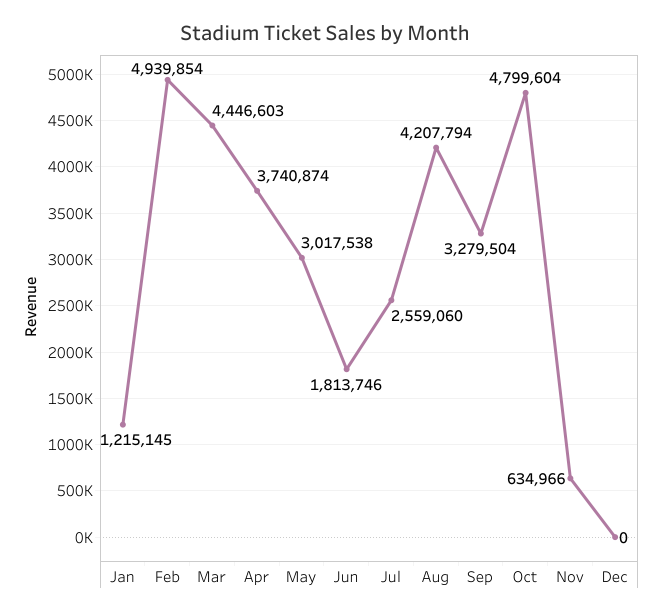 Stadium Ticket Sales by Month
Revenue
5000K
4500K
4000K
3500K
3000K
2500K
2000K
1500K
1000K
500K
0K
1,215,145
4,939,854
4,446,603
3,740,874
3,017,538
1,813,746
2,559,060
4,207,794
3,279,504
4,799,604
634,966
0
Jan Feb Mar Apr May Jun Jul Aug Sep Oct Nov Dec